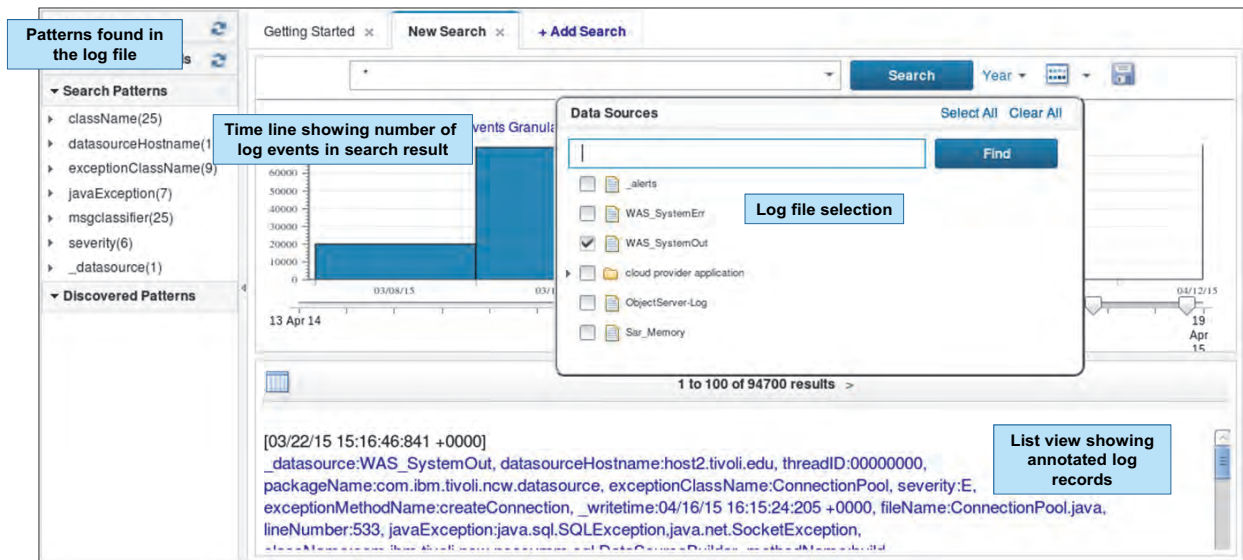 Patterns found in
the log file
s
Getting Started ×
New Search ×
+ Add Search
Search Patterns
className(25)
datasourceHostname(1
exceptionClassName(9)
javaException(7)
msgclassifier(25)
severity(6)
_datasource(1)
Discovered Patterns
*
Search
Year
Time line showing number of
log events in search result
vents Granula
60000
50000
40000
30000
20000
10000
0
03/08/15
03/1
04/12/15
13 Apr 14
19
Apr
15
Data Sources
Select All Clear All
Find
_alerts
WAS_SystemErr
WAS_SystemOut
cloud provider application
ObjectServer-Log
Sar_Memory
Log file selection
1 to 100 of 94700 results >
[03/22/15 15:16:46:841 +0000]
_datasource:WAS_SystemOut, datasourceHostname:host2.tivoli.edu, threadID:00000000,
packageName:com.ibm.tivoli.ncw.datasource, exceptionClassName:ConnectionPool, severity:E,
exceptionMethodName:createConnection, _writetime:04/16/15 16:15:24:205 +0000, fileName:ConnectionPool.java,
lineNumber:533, javaException:java.sql.SQLException,java.net.SocketException,
List view showing
annotated log
records